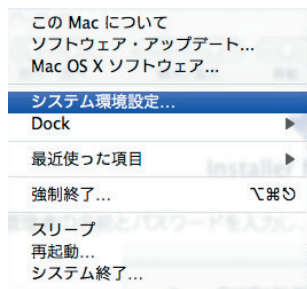 この Mac について
ソフトウェア・アップデート...
Mac OS X ソフトウェア...
システム環境設定...
Dock ▶
最近使った項目 ▶
強制終了... ⌥⌘⎋
スリープ
再起動...
システム終了...